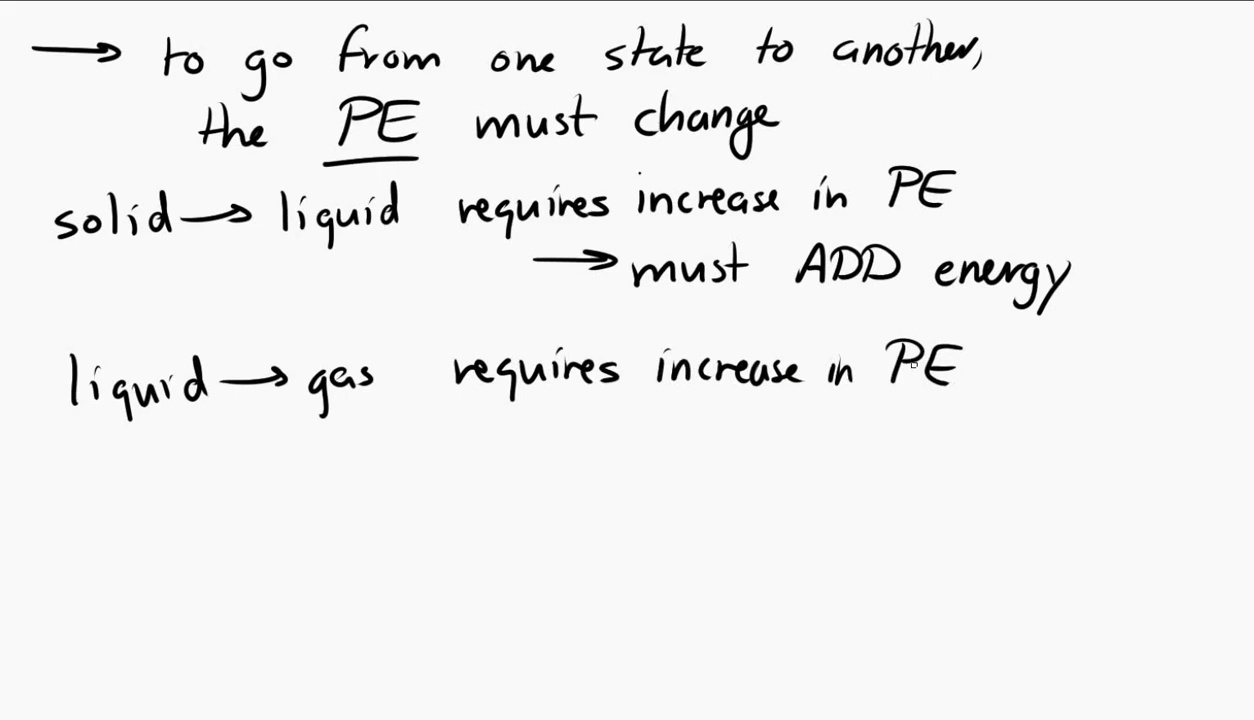 → to go from one state to another,
the PE must change
solid → liquid requires increase in PE
→ must ADD energy
liquid → gas requires increase in PE